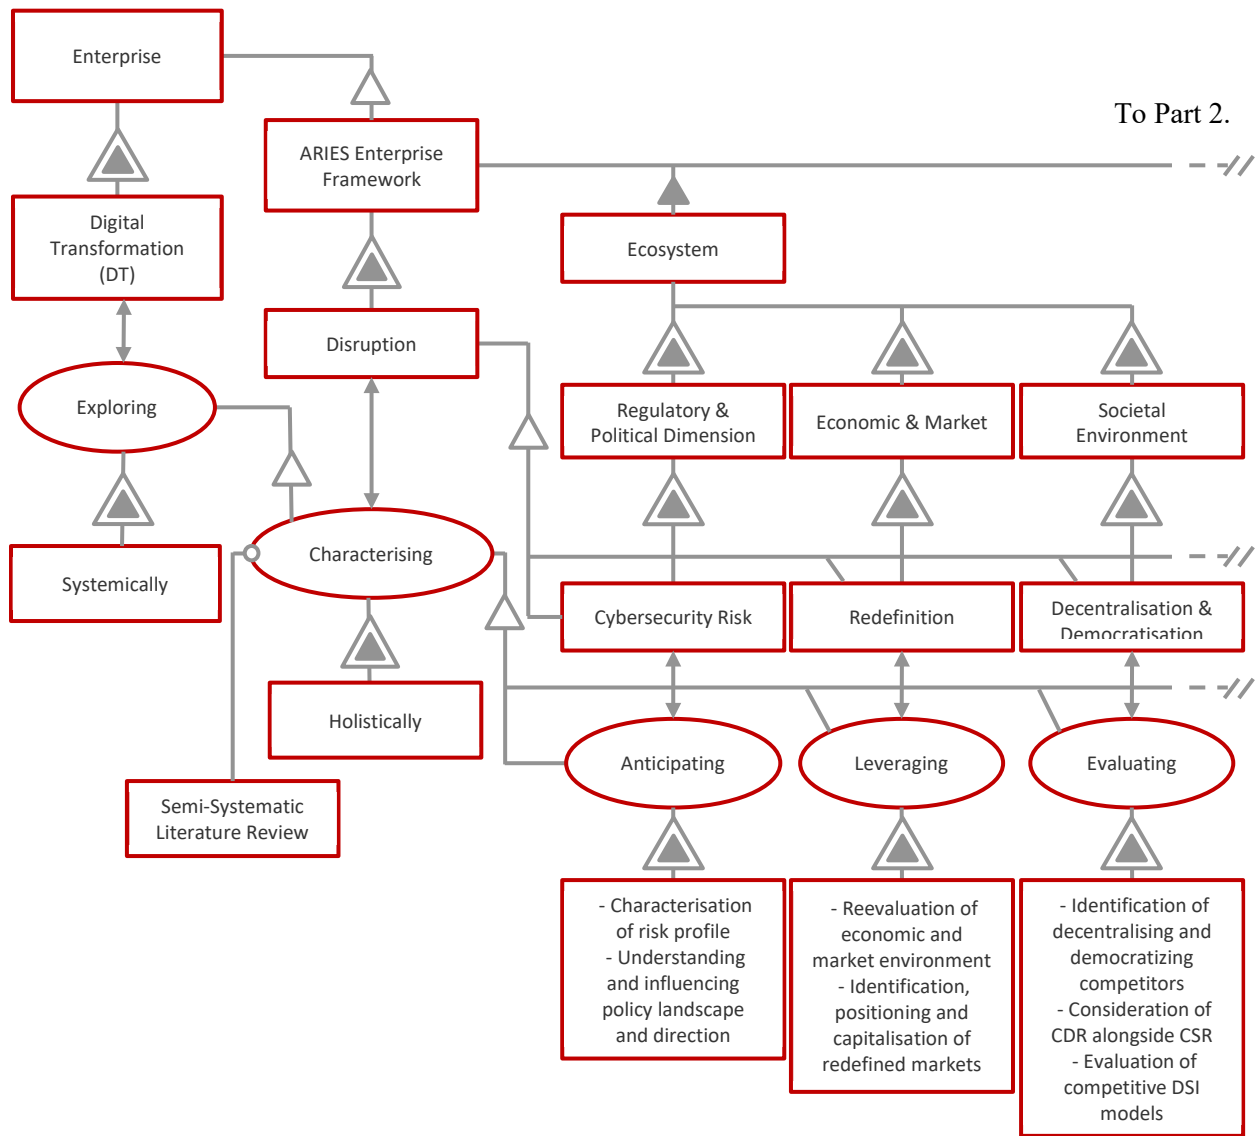 Enterprise
To Part 2.
ARIES Enterprise
Framework
Digital
Transformation
(DT)
Ecosystem
Disruption
Exploring
Regulatory &
Political Dimension
Economic & Market
Societal
Environment
Characterising
Systemically
Cybersecurity Risk
Redefinition
Decentralisation &
Democratisation
Holistically
Anticipating
Leveraging
Evaluating
Semi-Systematic
Literature Review
- Characterisation
of risk profile
- Understanding
and influencing
policy landscape
and direction
- Reevaluation of
economic and
market environment
- Identification,
positioning and
capitalisation of
redefined markets
- Identification of
decentralising and
democratizing
competitors
- Consideration of
CDR alongside CSR
- Evaluation of
competitive DSI
models